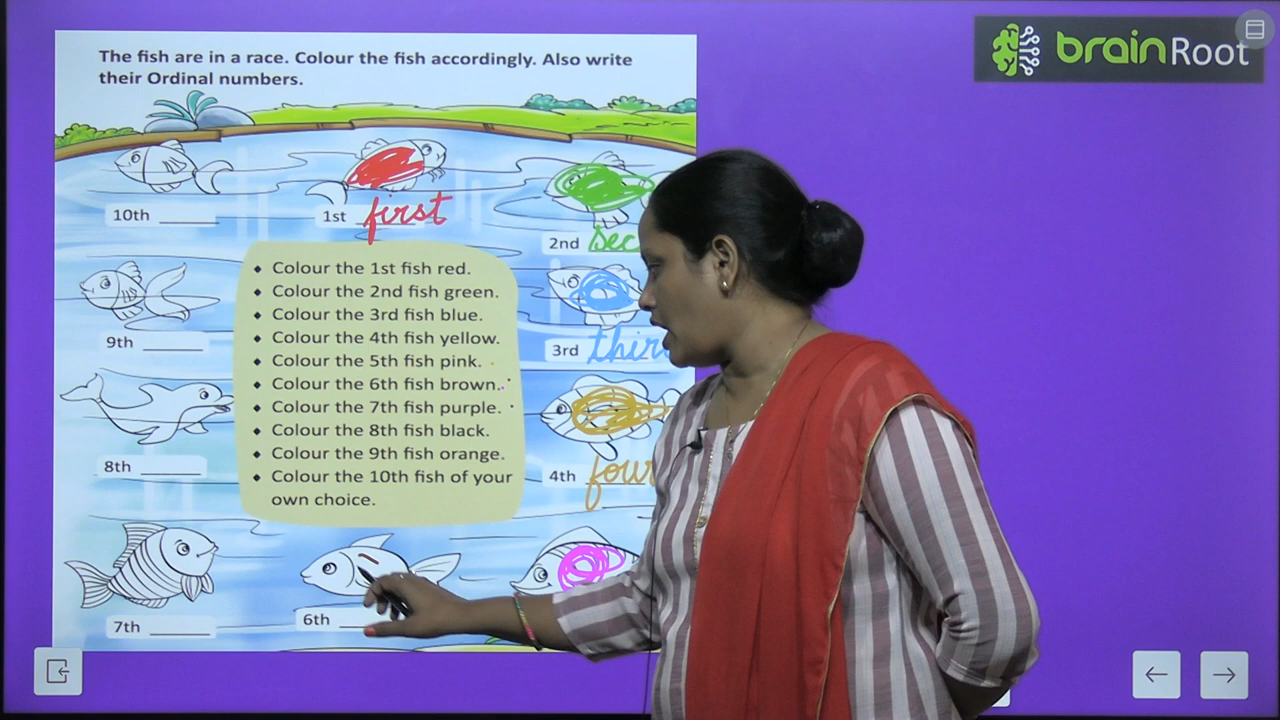 brainRoot
The fish are in a race. Colour the fish accordingly. Also write
their Ordinal numbers.
10th ______
1st first
2nd
9th ______
3rd
8th ______
4th
7th ______
6th
• Colour the 1st fish red.
• Colour the 2nd fish green.
• Colour the 3rd fish blue.
• Colour the 4th fish yellow.
• Colour the 5th fish pink.
• Colour the 6th fish brown.
• Colour the 7th fish purple.
• Colour the 8th fish black.
• Colour the 9th fish orange.
• Colour the 10th fish of your
own choice.